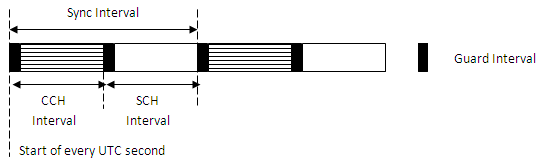 Sync Interval
Guard Interval
CCH
Interval
SCH
Interval
Start of every UTC second